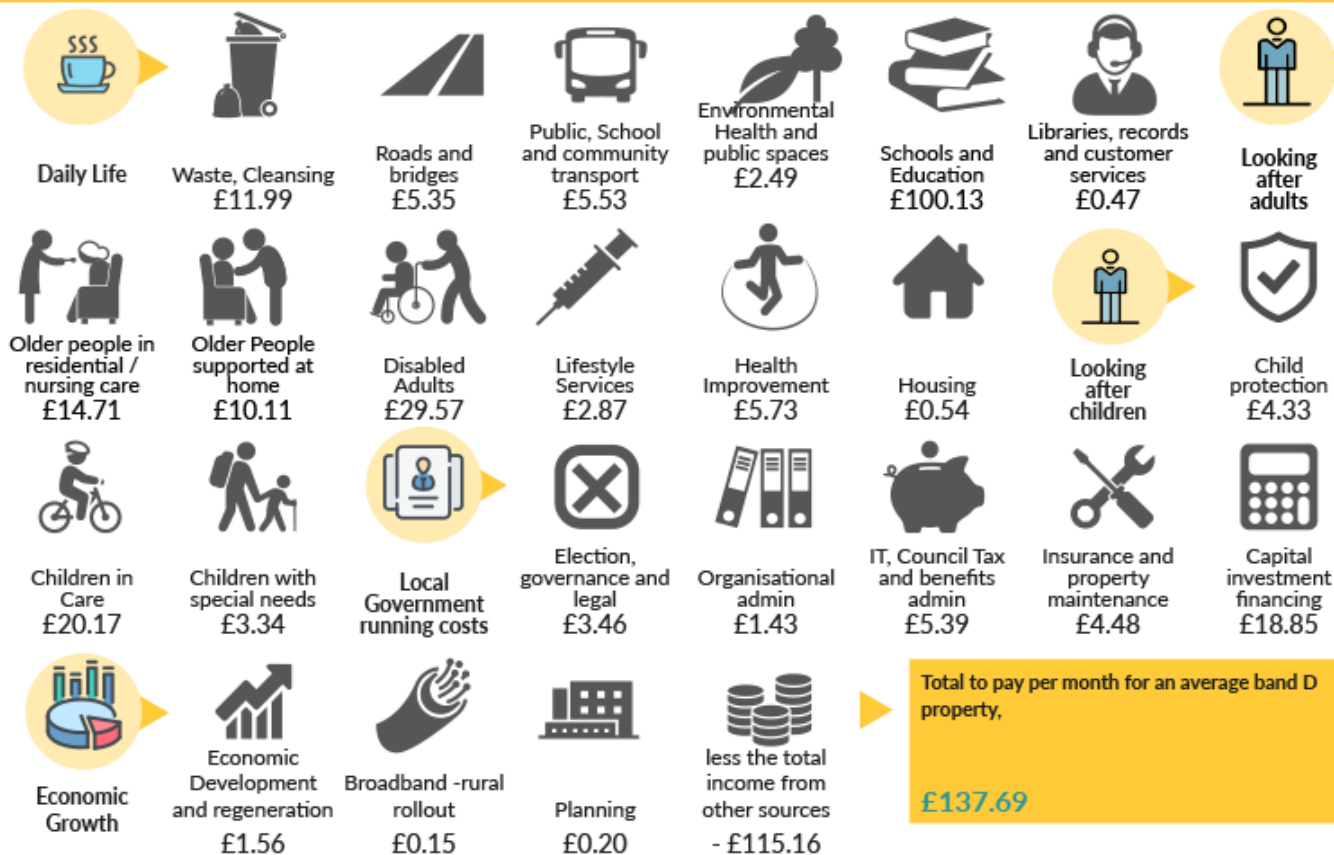 Daily Life
Waste, Cleansing
£11.99
Roads and
bridges
£5.35
Public, School
and community
transport
£5.53
Environmental
Health and
public spaces
£2.49
Schools and
Education
£100.13
Libraries, records
and customer
services
£0.47
Looking
after
adults
Older people in
residential /
nursing care
£14.71
Older People
supported at
home
£10.11
Disabled
Adults
£29.57
Lifestyle
Services
£2.87
Health
Improvement
£5.73
Housing
£0.54
Looking
after
children
Child
protection
£4.33
Children in
Care
£20.17
Children with
special needs
£3.34
Local
Government
running costs
Election,
governance and
legal
£3.46
Organisational
admin
£1.43
IT, Council Tax
and benefits
admin
£5.39
Insurance and
property
maintenance
£4.48
Capital
investment
financing
£18.85
Economic
Growth
Economic
Development
and regeneration
£1.56
Broadband -rural
rollout
£0.15
Planning
£0.20
less the total
income from
other sources
- £115.16
Total to pay per month for an average band D
property,
£137.69